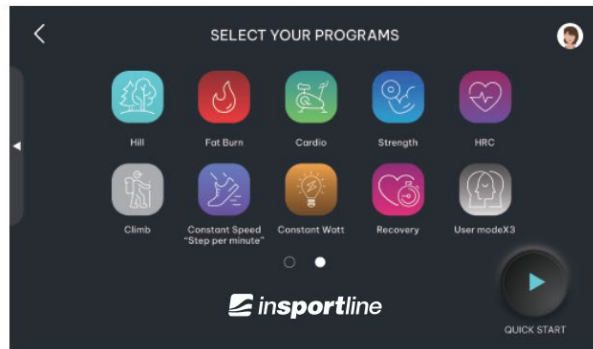 SELECT YOUR PROGRAMS
Hill
Fat Burn
Cardio
Strength
HRC
Climb
Constant Speed
"Step per minute"
Constant Watt
Recovery
User modeX3
insportline
QUICK START